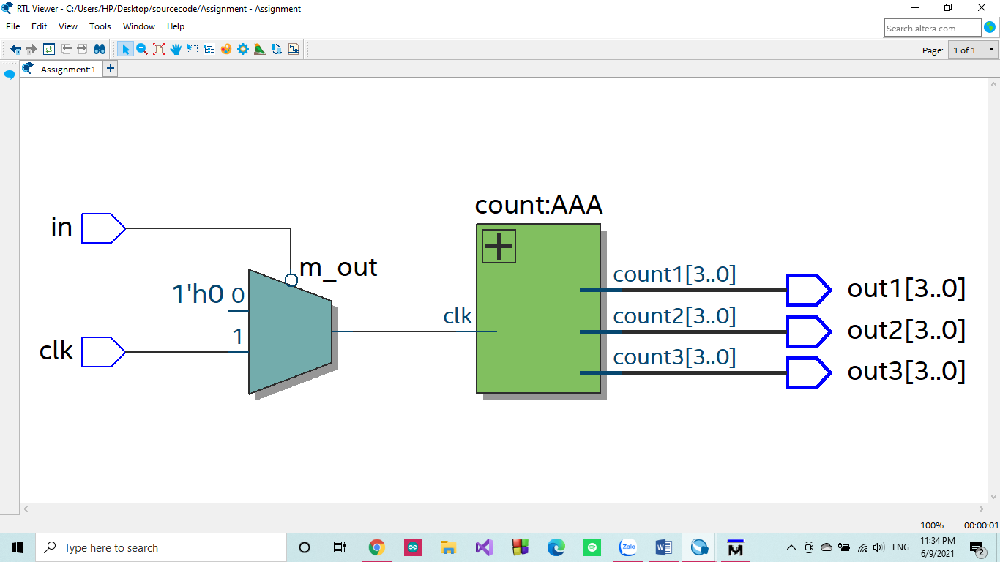 RTL Viewer - C:/Users/HP/Desktop/sourcecode/Assignment - Assignment
File Edit View Tools Window Help
Search altera.com
Page: 1 of 1
Assignment:1
count:AAA
in
m_out
1'h0 0
count1[3..0] out1[3..0]
clk count2[3..0] out2[3..0]
1
clk
count3[3..0] out3[3..0]
100% 00:00:01
Type here to search
Zalo
ENG
11:34 PM
6/9/2021
2